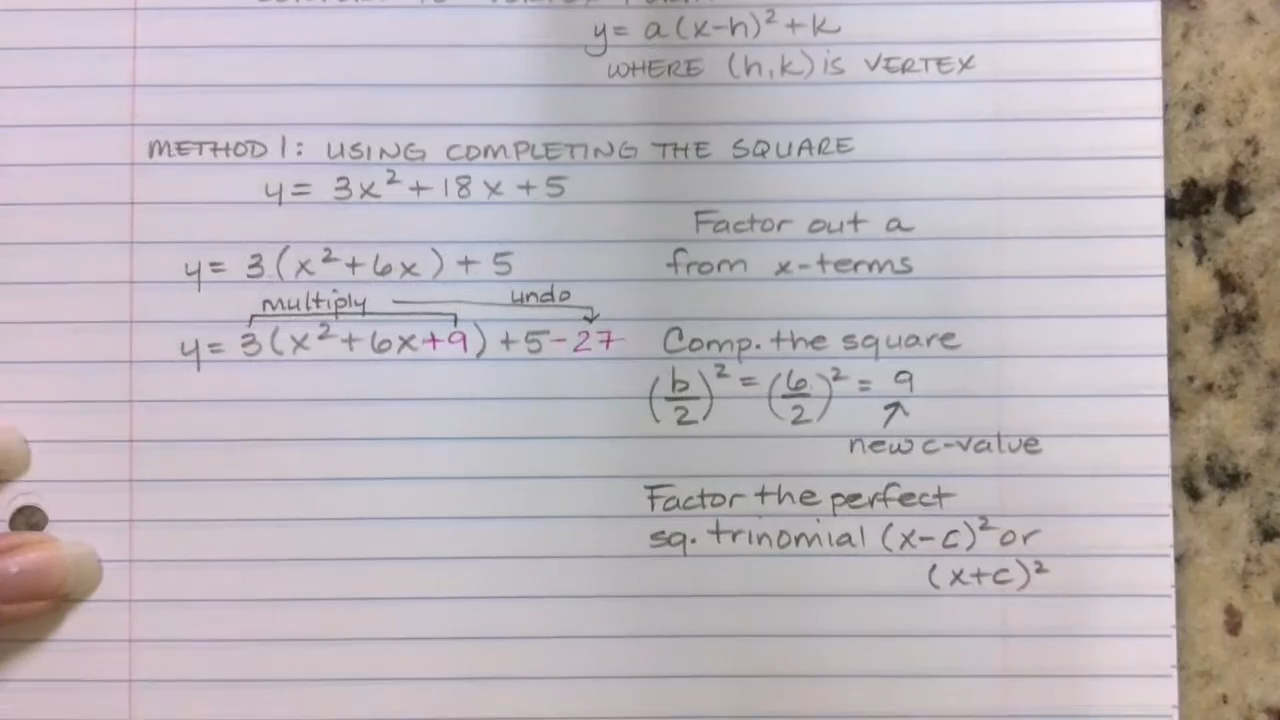 y = a(x-h)² + k
WHERE (h,k) is VERTEX
METHOD 1: USING COMPLETING THE SQUARE
y = 3x² + 18x + 5
Factor out a
y = 3(x² + 6x) + 5
from x-terms
multiply undo
y = 3(x² + 6x + 9) + 5 - 27
Comp. the square
(b/2)² = (6/2)² = 9
↗
new c-value
Factor the perfect
sq. trinomial (x-c)² or
(x+c)²